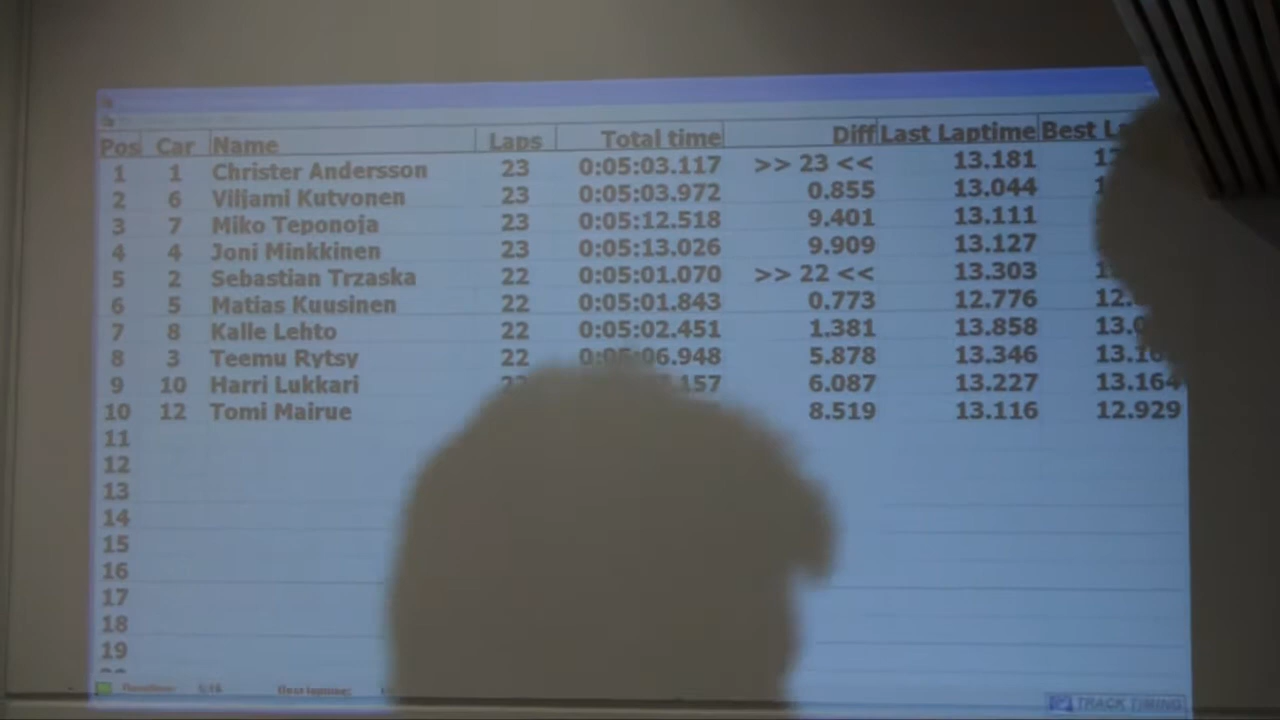 Pos Car Name Laps Total time Diff Last Laptime Best
1 1 Christer Andersson 23 0:05:03.117 >> 23 << 13.181
2 6 Viljami Kutvonen 23 0:05:03.972 0.855 13.044
3 7 Miko Teponoja 23 0:05:12.518 9.401 13.111
4 4 Joni Minkkinen 23 0:05:13.026 9.909 13.127
5 2 Sebastian Trzaska 22 0:05:01.070 >> 22 << 13.303
6 5 Matias Kuusinen 22 0:05:01.843 0.773 12.776
7 8 Kalle Lehto 22 0:05:02.451 1.381 13.858
8 3 Teemu Rytsy 22 0:05:06.948 5.878 13.346
9 10 Harri Lukkari 6.087 13.227 13.164
10 12 Tomi Mairue 8.519 13.116 12.929
11
12
13
14
15
16
17
18
19
Best laptime:
TRACK TIMING